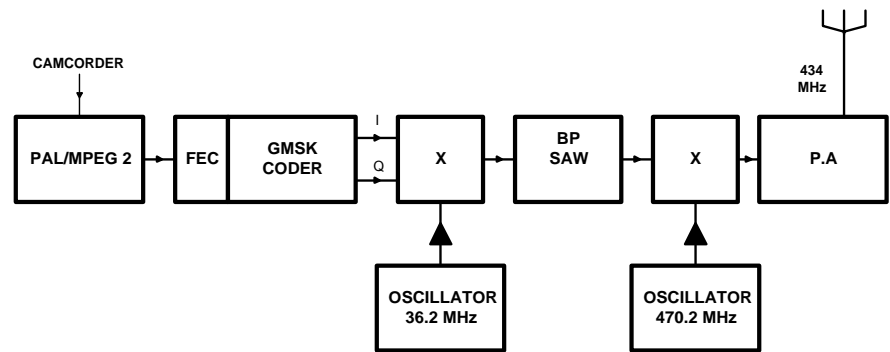 CAMCORDER
434
MHz
PAL/MPEG 2
FEC
GMSK
CODER
I
Q
X
BP
SAW
X
P.A
OSCILLATOR
36.2 MHz
OSCILLATOR
470.2 MHz